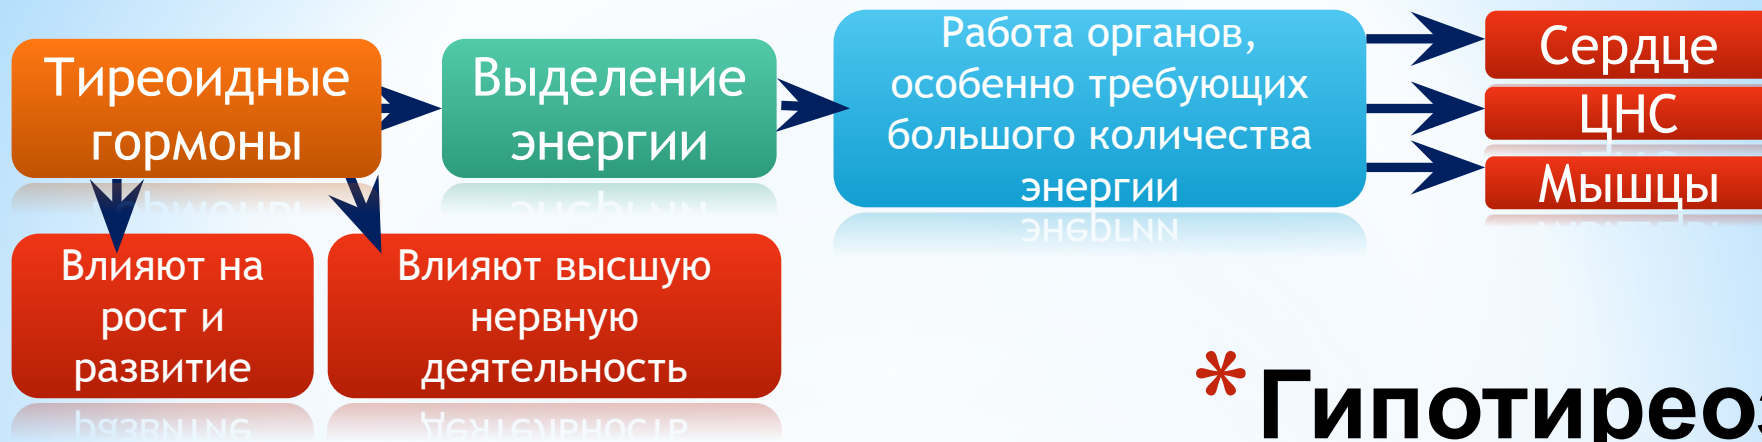 Тиреоидные
гормоны
Выделение
энергии
Работа органов,
особенно требующих
большого количества
энергии
Сердце
ЦНС
Мышцы
Влияют на
рост и
развитие
Влияют высшую
нервную
деятельность
* Гипотиреоз